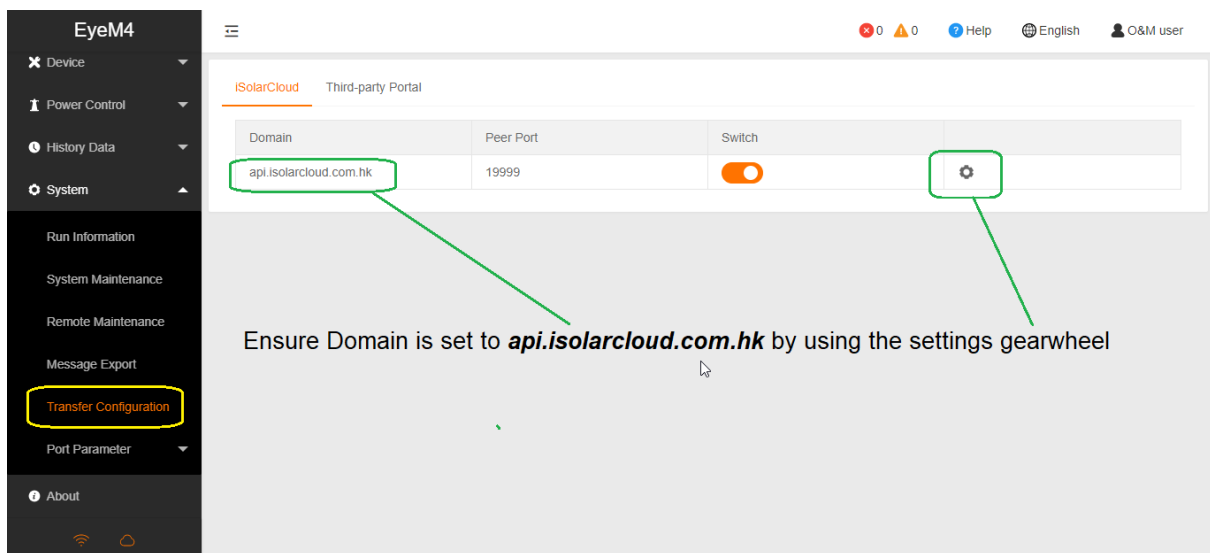 EyeM4
0 0 Help English O&M user
Device
Power Control
History Data
System
Run Information
System Maintenance
Remote Maintenance
Message Export
Transfer Configuration
Port Parameter
About
iSolarCloud Third-party Portal
Domain Peer Port Switch
api.isolarcloud.com.hk 19999
Ensure Domain is set to api.isolarcloud.com.hk by using the settings gearwheel